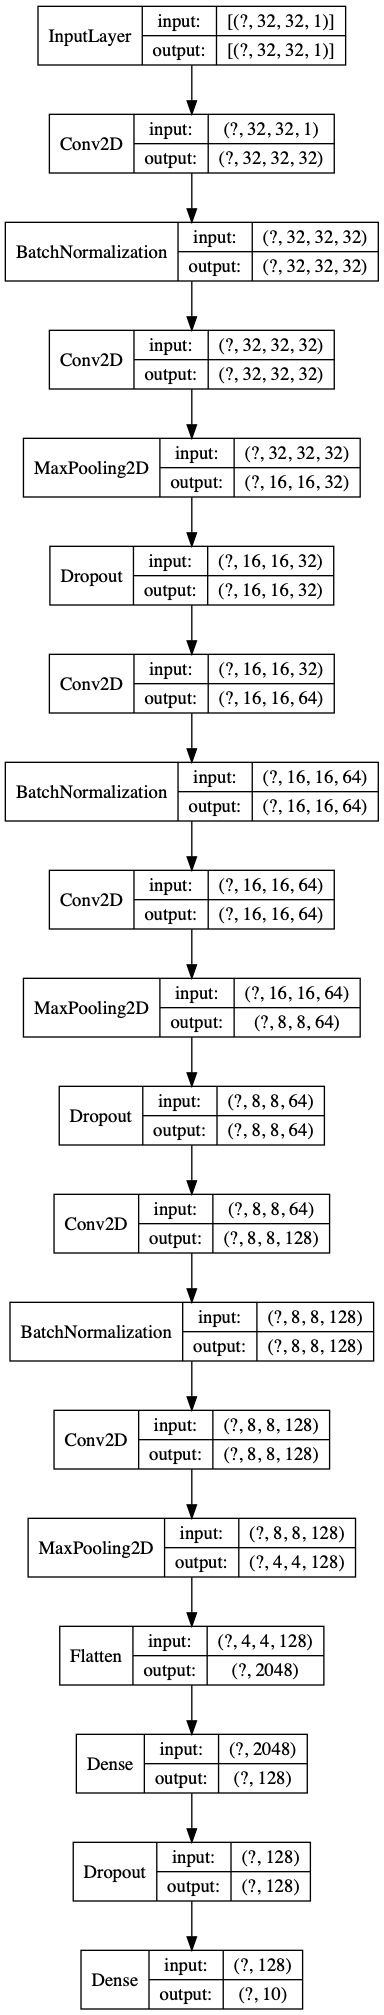 InputLayer
input: [(?, 32, 32, 1)]
output: [(?, 32, 32, 1)]
Conv2D
input: (?, 32, 32, 1)
output: (?, 32, 32, 32)
BatchNormalization
input: (?, 32, 32, 32)
output: (?, 32, 32, 32)
Conv2D
input: (?, 32, 32, 32)
output: (?, 32, 32, 32)
MaxPooling2D
input: (?, 32, 32, 32)
output: (?, 16, 16, 32)
Dropout
input: (?, 16, 16, 32)
output: (?, 16, 16, 32)
Conv2D
input: (?, 16, 16, 32)
output: (?, 16, 16, 64)
BatchNormalization
input: (?, 16, 16, 64)
output: (?, 16, 16, 64)
Conv2D
input: (?, 16, 16, 64)
output: (?, 16, 16, 64)
MaxPooling2D
input: (?, 16, 16, 64)
output: (?, 8, 8, 64)
Dropout
input: (?, 8, 8, 64)
output: (?, 8, 8, 64)
Conv2D
input: (?, 8, 8, 64)
output: (?, 8, 8, 128)
BatchNormalization
input: (?, 8, 8, 128)
output: (?, 8, 8, 128)
Conv2D
input: (?, 8, 8, 128)
output: (?, 8, 8, 128)
MaxPooling2D
input: (?, 8, 8, 128)
output: (?, 4, 4, 128)
Flatten
input: (?, 4, 4, 128)
output: (?, 2048)
Dense
input: (?, 2048)
output: (?, 128)
Dropout
input: (?, 128)
output: (?, 128)
Dense
input: (?, 128)
output: (?, 10)